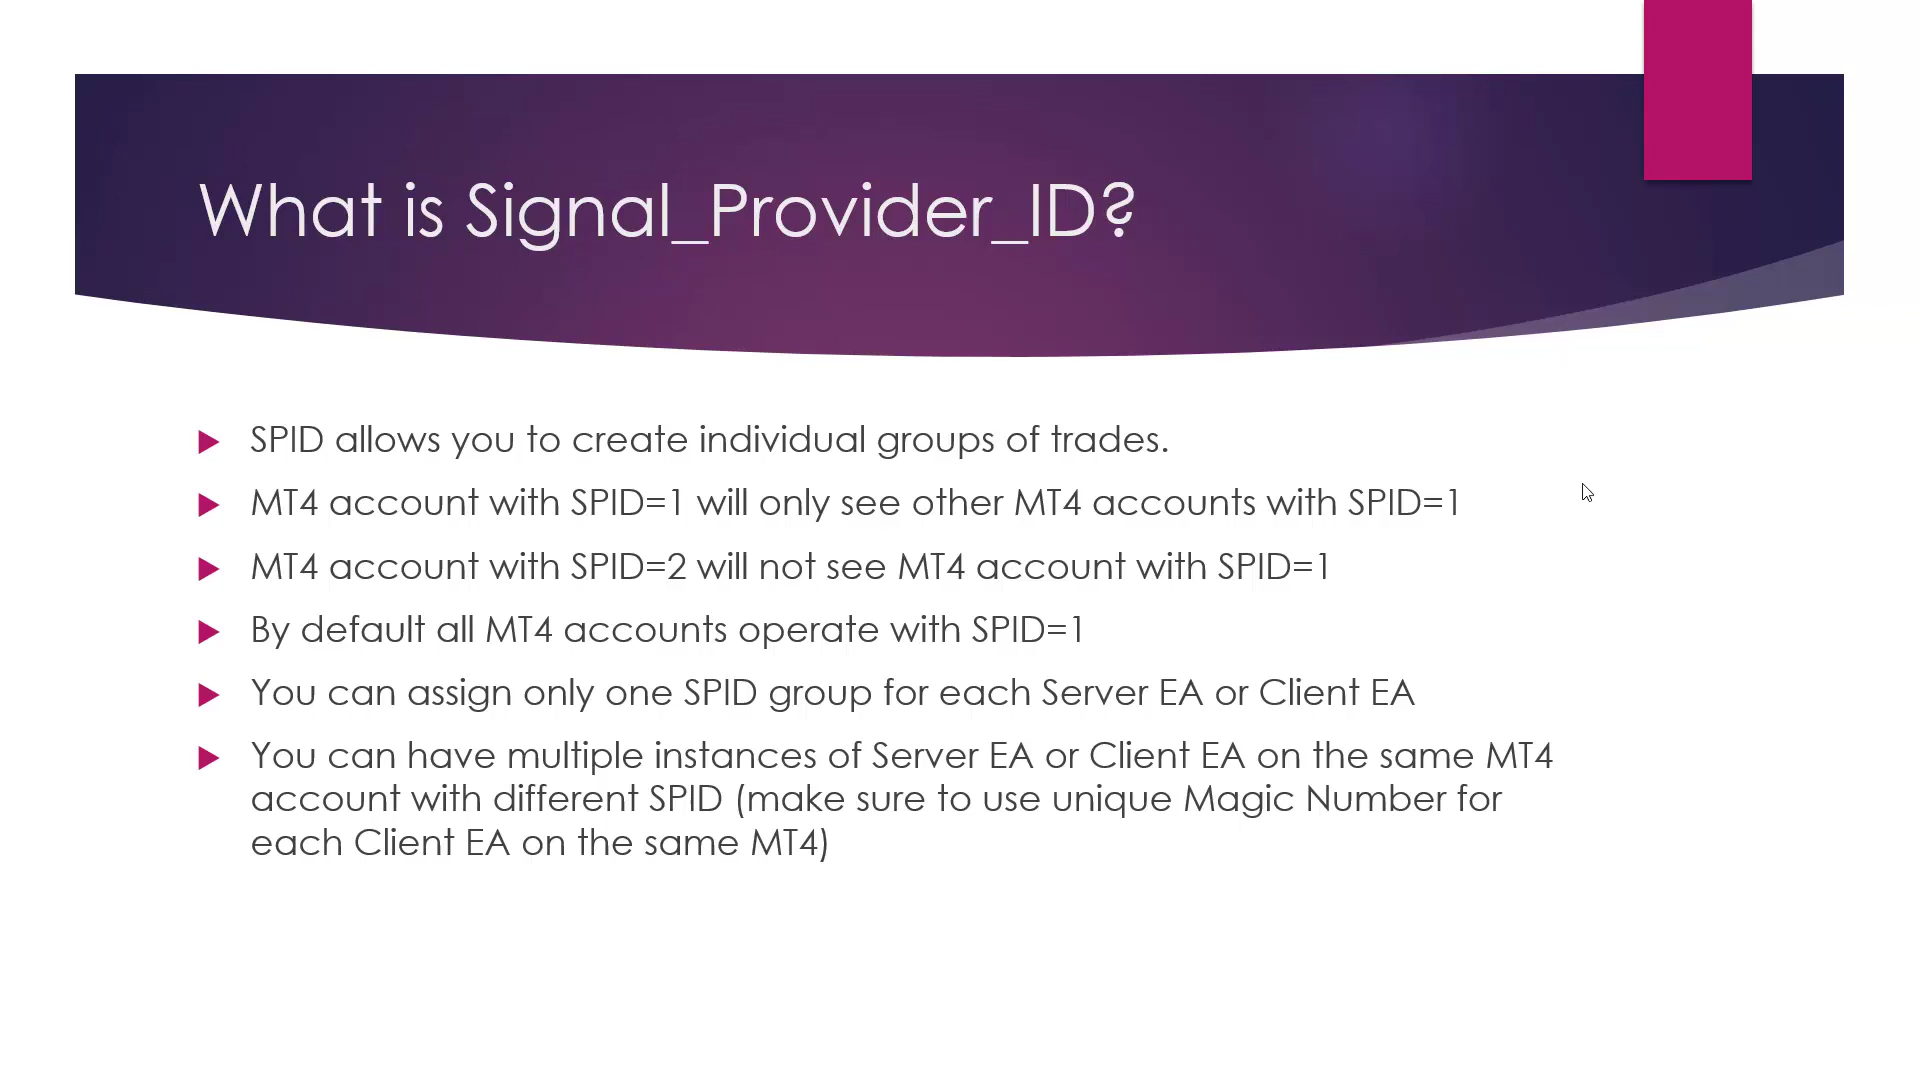 What is Signal_Provider_ID?
SPID allows you to create individual groups of trades.
MT4 account with SPID=1 will only see other MT4 accounts with SPID=1
MT4 account with SPID=2 will not see MT4 account with SPID=1
By default all MT4 accounts operate with SPID=1
You can assign only one SPID group for each Server EA or Client EA
You can have multiple instances of Server EA or Client EA on the same MT4
account with different SPID (make sure to use unique Magic Number for
each Client EA on the same MT4)